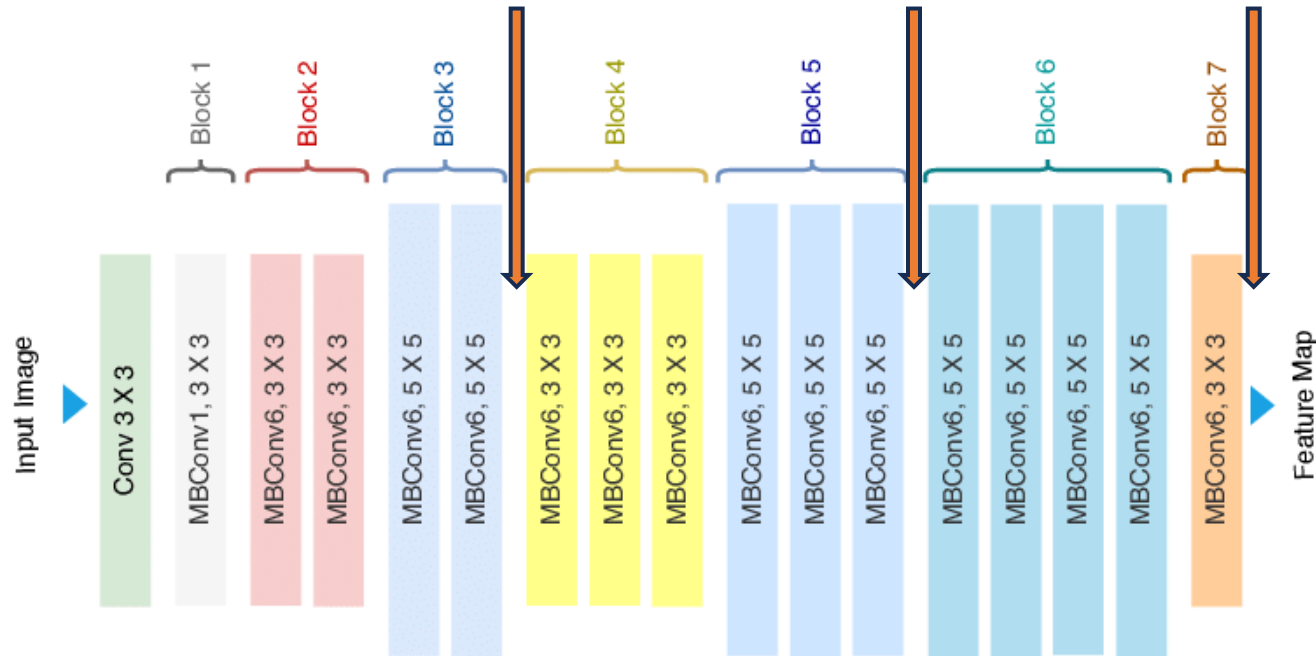 Input Image
Conv 3 X 3
Block 1
MBConv1, 3 X 3
Block 2
MBConv6, 3 X 3
MBConv6, 3 X 3
Block 3
MBConv6, 5 X 5
MBConv6, 5 X 5
Block 4
MBConv6, 3 X 3
MBConv6, 3 X 3
MBConv6, 3 X 3
Block 5
MBConv6, 5 X 5
MBConv6, 5 X 5
MBConv6, 5 X 5
Block 6
MBConv6, 5 X 5
MBConv6, 5 X 5
MBConv6, 5 X 5
MBConv6, 5 X 5
Block 7
MBConv6, 3 X 3
Feature Map